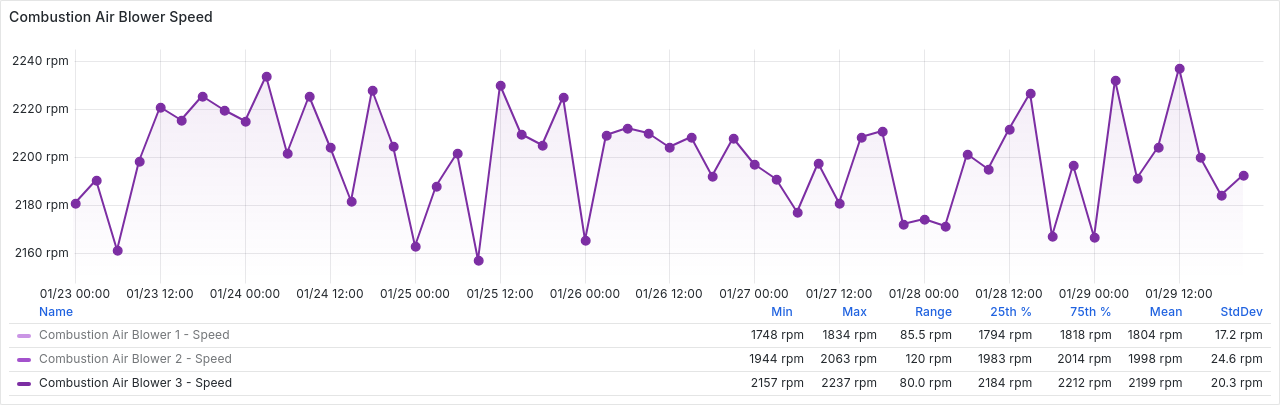 Combustion Air Blower Speed
2240 rpm
2220 rpm
2200 rpm
2180 rpm
2160 rpm
01/23 00:00 01/23 12:00 01/24 00:00 01/24 12:00 01/25 00:00 01/25 12:00 01/26 00:00 01/26 12:00 01/27 00:00 01/27 12:00 01/28 00:00 01/28 12:00 01/29 00:00 01/29 12:00
Name Min Max Range 25th % 75th % Mean StdDev
Combustion Air Blower 1 - Speed 1748 rpm 1834 rpm 85.5 rpm 1794 rpm 1818 rpm 1804 rpm 17.2 rpm
Combustion Air Blower 2 - Speed 1944 rpm 2063 rpm 120 rpm 1983 rpm 2014 rpm 1998 rpm 24.6 rpm
Combustion Air Blower 3 - Speed 2157 rpm 2237 rpm 80.0 rpm 2184 rpm 2212 rpm 2199 rpm 20.3 rpm